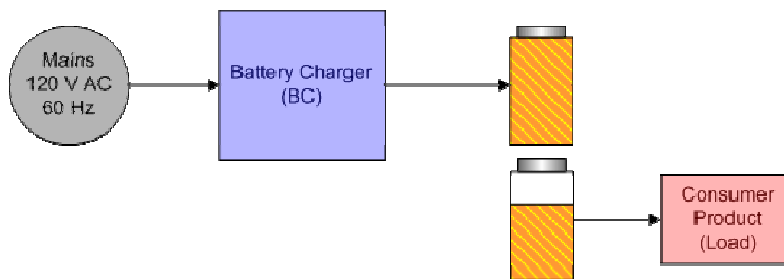 Mains
120 V AC
60 Hz
Battery Charger
(BC)
Consumer
Product
(Load)